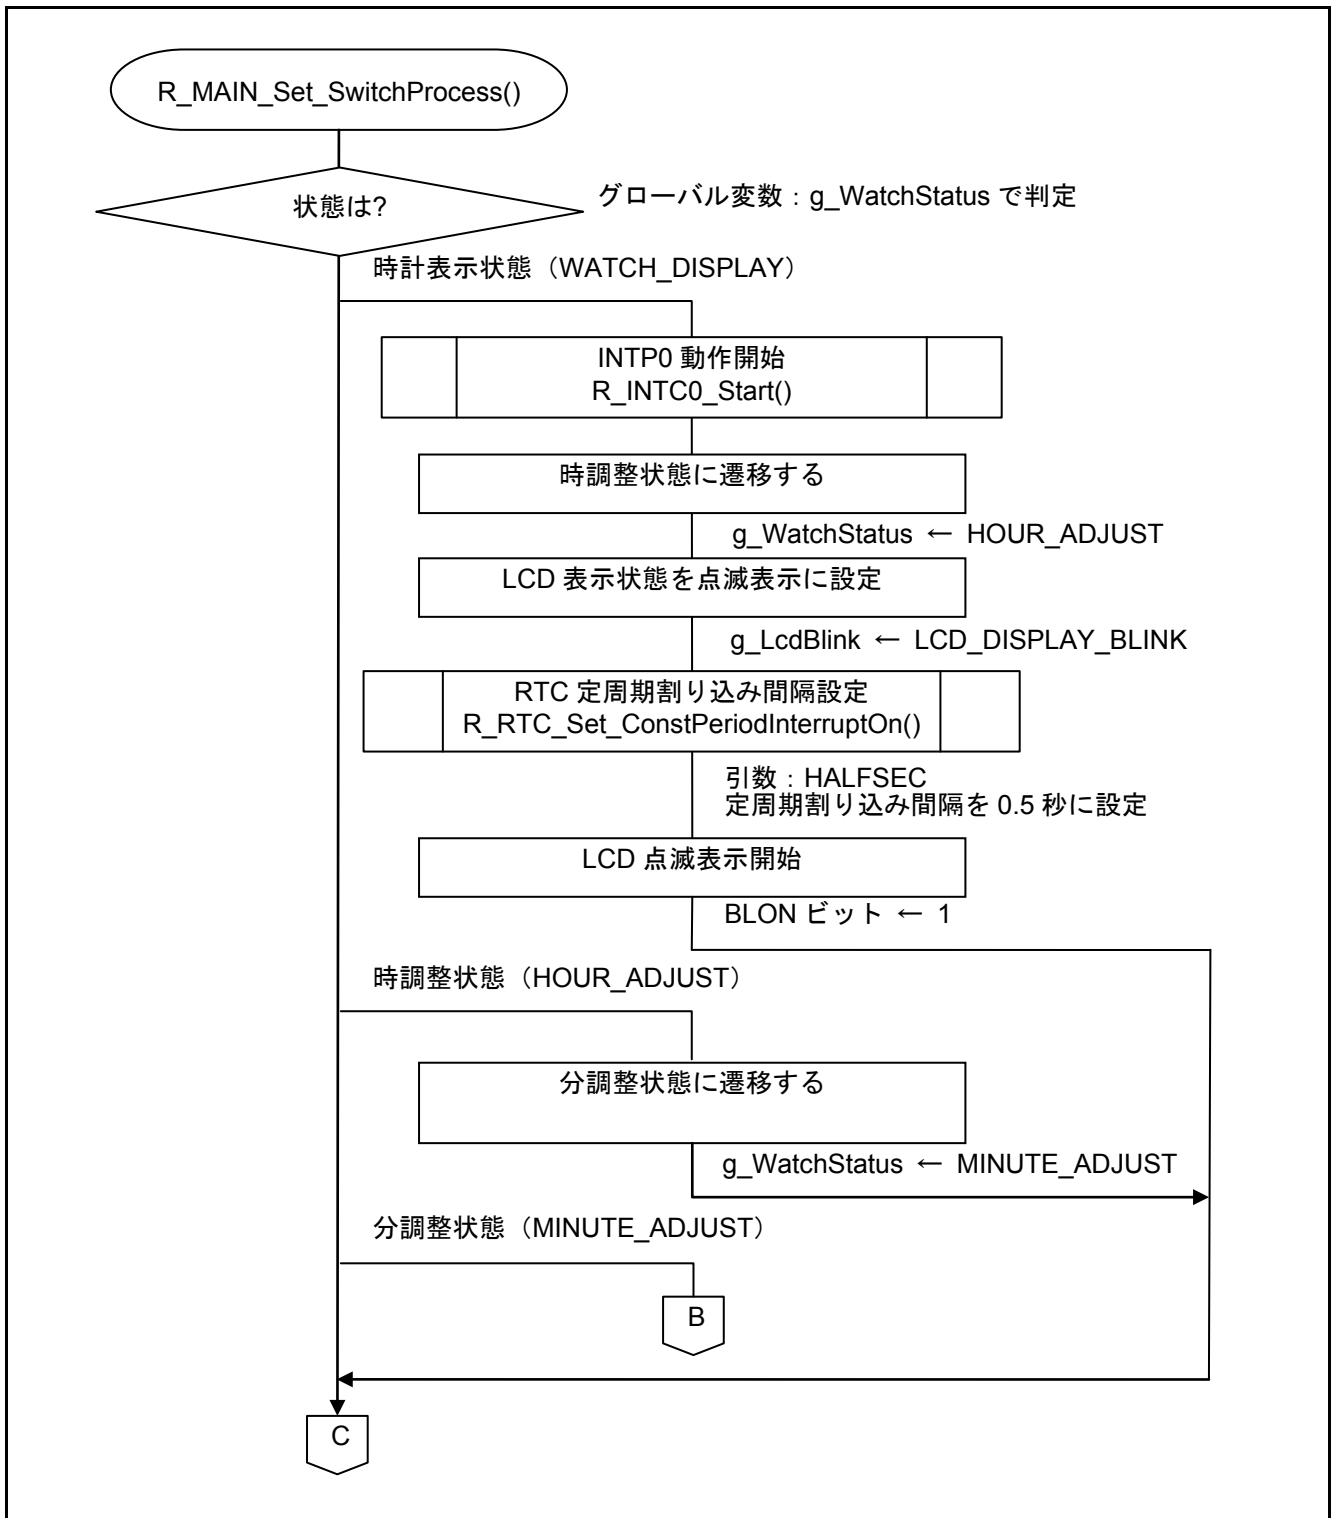 R_MAIN_Set_SwitchProcess()
状態は?
グローバル変数：g_WatchStatus で判定
時計表示状態（WATCH_DISPLAY）
INTP0 動作開始
R_INTC0_Start()
時調整状態に遷移する
g_WatchStatus ← HOUR_ADJUST
LCD 表示状態を点滅表示に設定
g_LcdBlink ← LCD_DISPLAY_BLINK
RTC 定周期割り込み間隔設定
R_RTC_Set_ConstPeriodInterruptOn()
引数：HALFSEC
定周期割り込み間隔を 0.5 秒に設定
LCD 点滅表示開始
BLON ビット ← 1
時調整状態（HOUR_ADJUST）
分調整状態に遷移する
g_WatchStatus ← MINUTE_ADJUST
分調整状態（MINUTE_ADJUST）
B
C